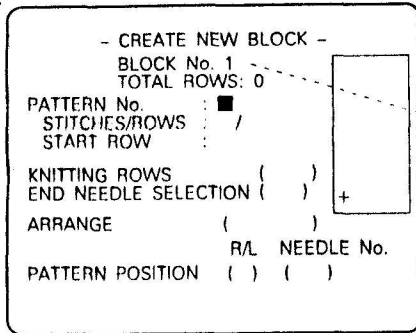 - CREATE NEW BLOCK -
BLOCK No. 1
TOTAL ROWS: 0
PATTERN No. : ■
STITCHES/ROWS : /
START ROW :
KNITTING ROWS ( )
END NEEDLE SELECTION ( )
+
ARRANGE ( )
R/L NEEDLE No.
PATTERN POSITION ( ) ( )